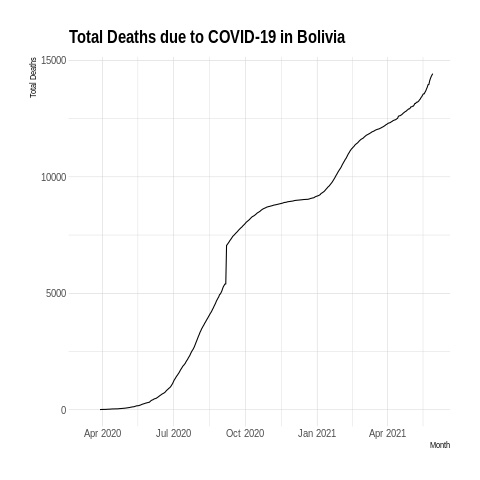 Total Deaths due to COVID-19 in Bolivia
Total Deaths
15000
10000
5000
0
Apr 2020 Jul 2020 Oct 2020 Jan 2021 Apr 2021
Month